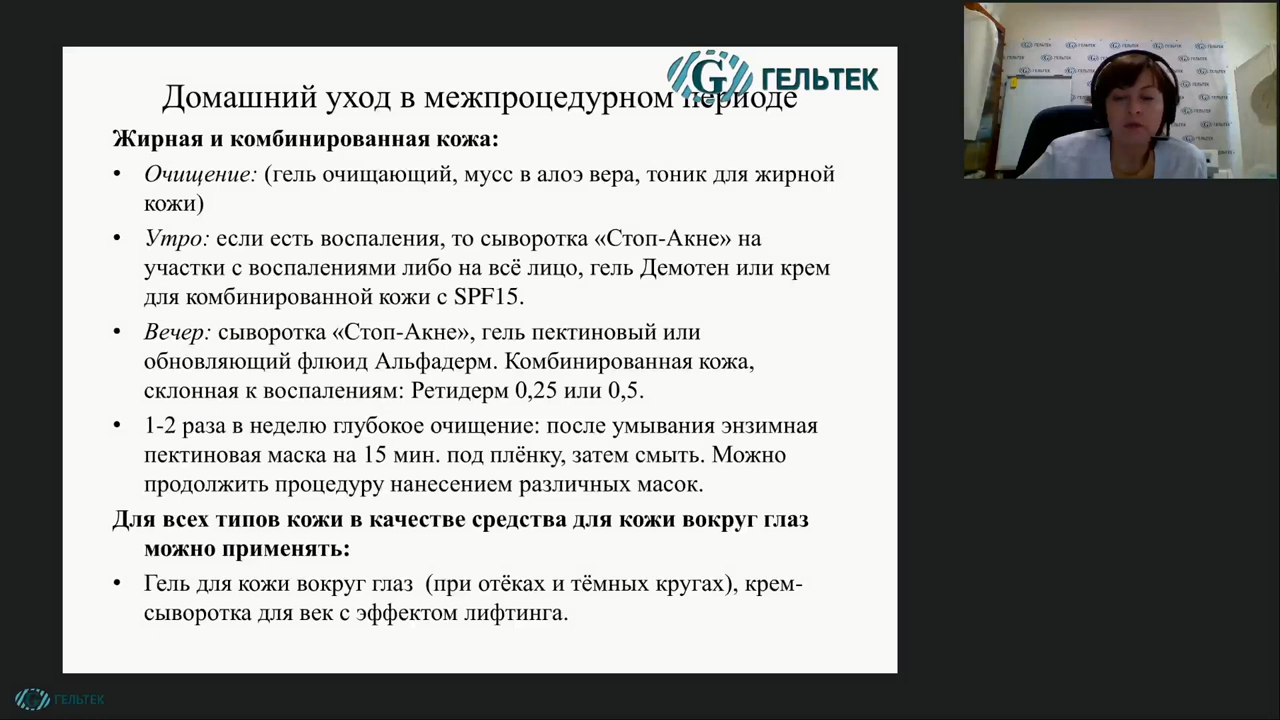 ГЕЛЬТЕК
Домашний уход в межпроцедурном периоде
Жирная и комбинированная кожа:
• Очищение: (гель очищающий, мусс в алоэ вера, тоник для жирной
кожи)
• Утро: если есть воспаления, то сыворотка «Стоп-Акне» на
участки с воспалениями либо на всё лицо, гель Демотен или крем
для комбинированной кожи с SPF15.
• Вечер: сыворотка «Стоп-Акне», гель пектиновый или
обновляющий флюид Альфадерм. Комбинированная кожа,
склонная к воспалениям: Ретидерм 0,25 или 0,5.
• 1-2 раза в неделю глубокое очищение: после умывания энзимная
пектиновая маска на 15 мин. под плёнку, затем смыть. Можно
продолжить процедуру нанесением различных масок.
Для всех типов кожи в качестве средства для кожи вокруг глаз
можно применять:
• Гель для кожи вокруг глаз (при отёках и тёмных кругах), крем-
сыворотка для век с эффектом лифтинга.
ГЕЛЬТЕК